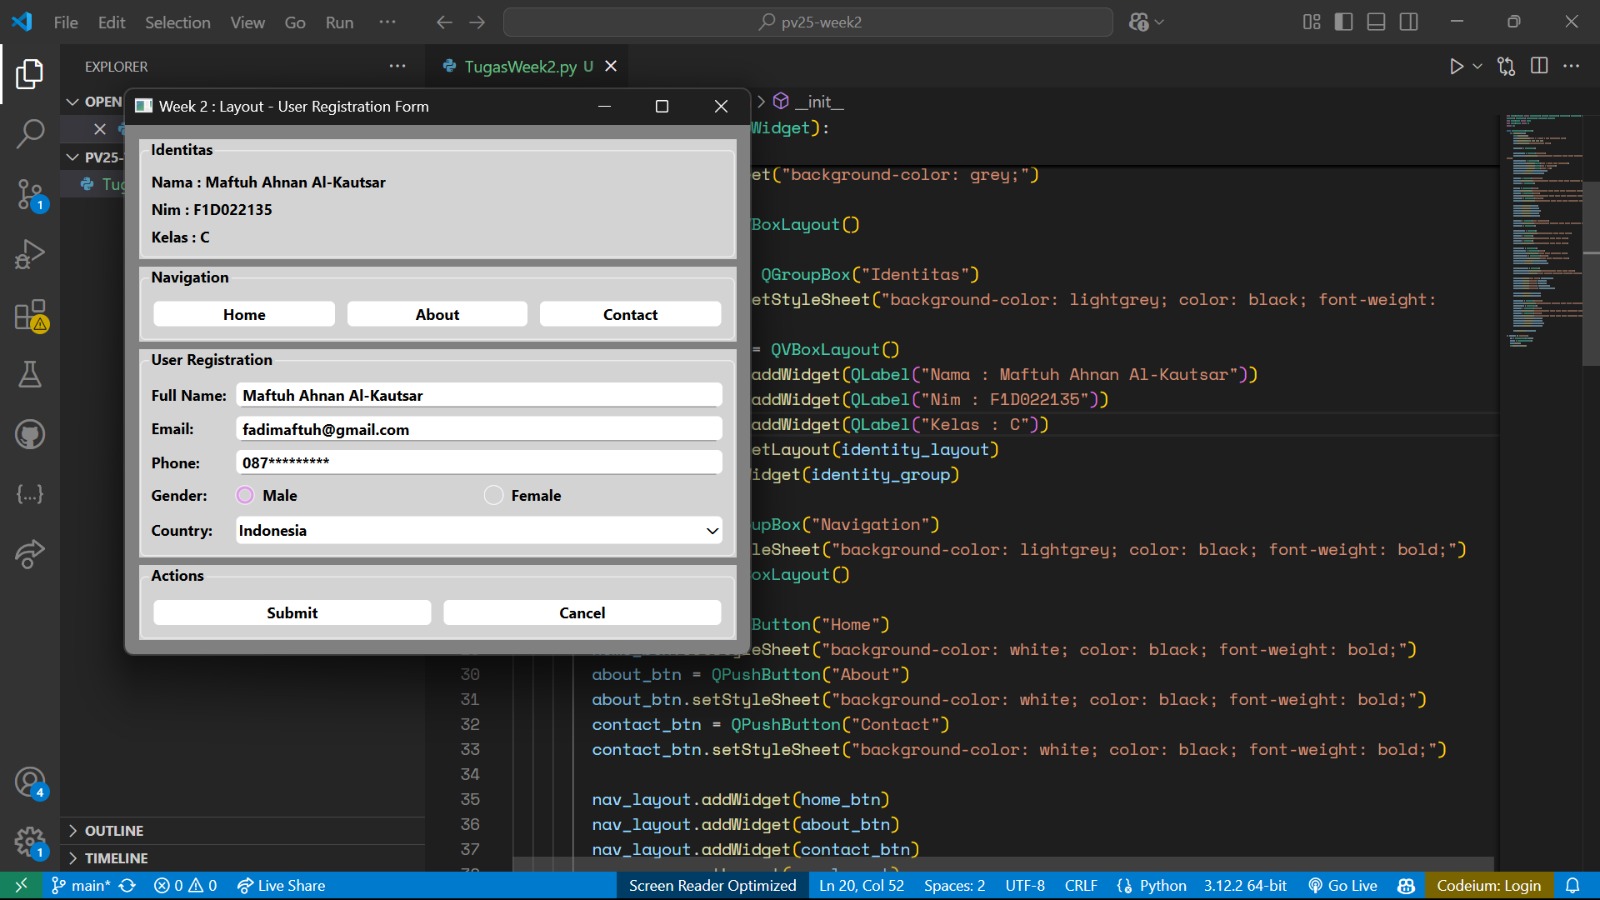 File Edit Selection View Go Run ···
pv25-week2
EXPLORER ···
TugasWeek2.py U
OPEN
PV25-
Tug
Week 2 : Layout - User Registration Form
Identitas
Nama : Maftuh Ahnan Al-Kautsar
Nim : F1D022135
Kelas : C
Navigation
Home About Contact
User Registration
Full Name: Maftuh Ahnan Al-Kautsar
Email: fadimaftuh@gmail.com
Phone: 087*********
Gender: Male Female
Country: Indonesia
Actions
Submit Cancel
__init__
Widget):
et("background-color: grey;")
BoxLayout()
QGroupBox("Identitas")
etStyleSheet("background-color: lightgrey; color: black; font-weight:
= QVBoxLayout()
addWidget(QLabel("Nama : Maftuh Ahnan Al-Kautsar"))
addWidget(QLabel("Nim : F1D022135"))
addWidget(QLabel("Kelas : C"))
etLayout(identity_layout)
idget(identity_group)
upBox("Navigation")
leSheet("background-color: lightgrey; color: black; font-weight: bold;")
oxLayout()
Button("Home")
leSheet("background-color: white; color: black; font-weight: bold;")
30 about_btn = QPushButton("About")
31 about_btn.setStyleSheet("background-color: white; color: black; font-weight: bold;")
32 contact_btn = QPushButton("Contact")
33 contact_btn.setStyleSheet("background-color: white; color: black; font-weight: bold;")
34
35 nav_layout.addWidget(home_btn)
36 nav_layout.addWidget(about_btn)
37 nav_layout.addWidget(contact_btn)
OUTLINE
TIMELINE
1
4
1
main* 0 0 Live Share Screen Reader Optimized Ln 20, Col 52 Spaces: 2 UTF-8 CRLF {} Python 3.12.2 64-bit Go Live Codeium: Login